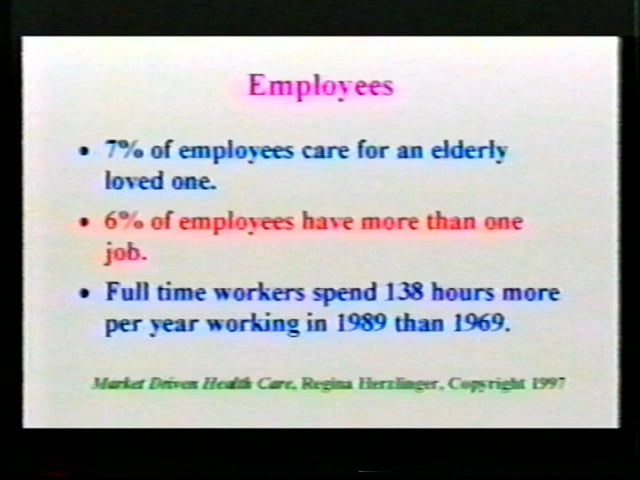 Employees
• 7% of employees care for an elderly
loved one.
• 6% of employees have more than one
job.
• Full time workers spend 138 hours more
per year working in 1989 than 1969.
Market Driven Health Care, Regina Herzlinger, Copyright 1997